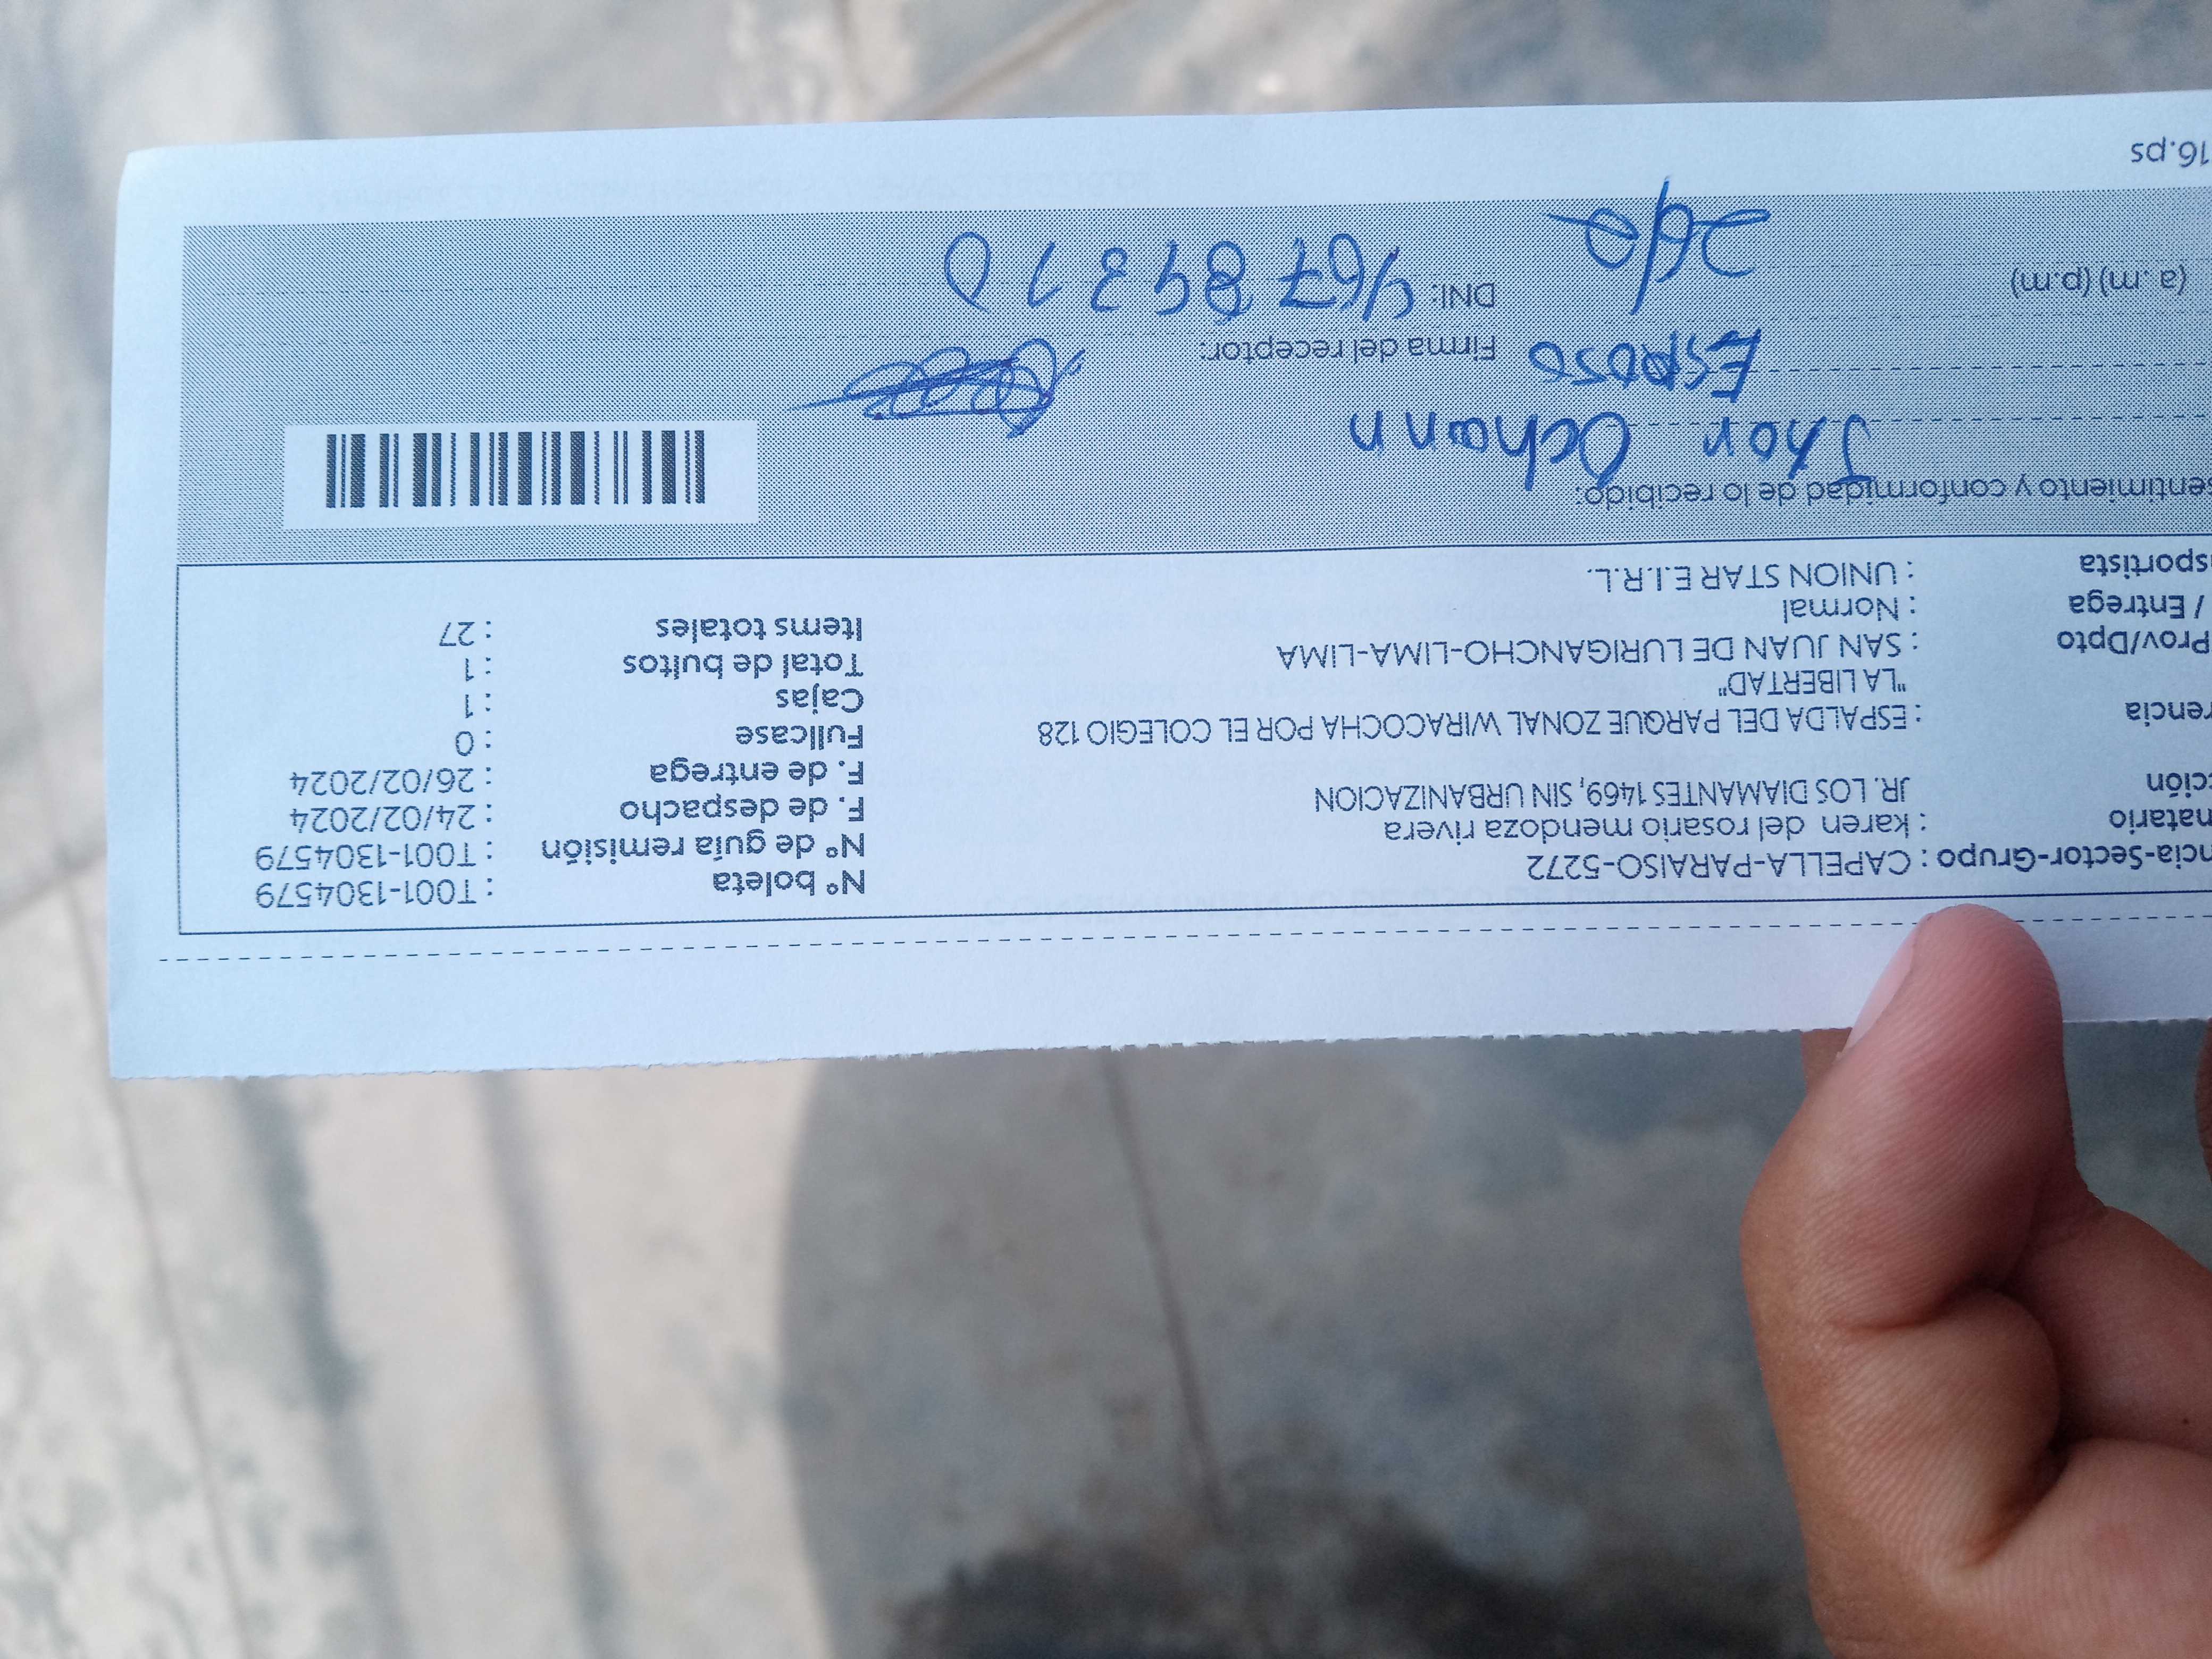 ncia-Sector-Grupo : CAPELLA-PARAISO-5272
natario : karen del rosario mendoza rivera
cción JR. LOS DIAMANTES 1469, SIN URBANIZACION
rencia : ESPALDA DEL PARQUE ZONAL WIRACOCHA POR EL COLEGIO 128
"LA LIBERTAD"
Prov/Dpto : SAN JUAN DE LURIGANCHO-LIMA-LIMA
/ Entrega : Normal
sportista : UNION STAR E.I.R.L.
N° boleta : T001-1304579
N° de guía remisión : T001-1304579
F. de despacho : 24/02/2024
F. de entrega : 26/02/2024
Fullcase : 0
Cajas : 1
Total de bultos : 1
Items totales : 27
sentimiento y conformidad de lo recibido:
Jhon Ochann
Esposo
Firma del receptor:
(a.m) (p.m)
DNI: 46784310
16.ps